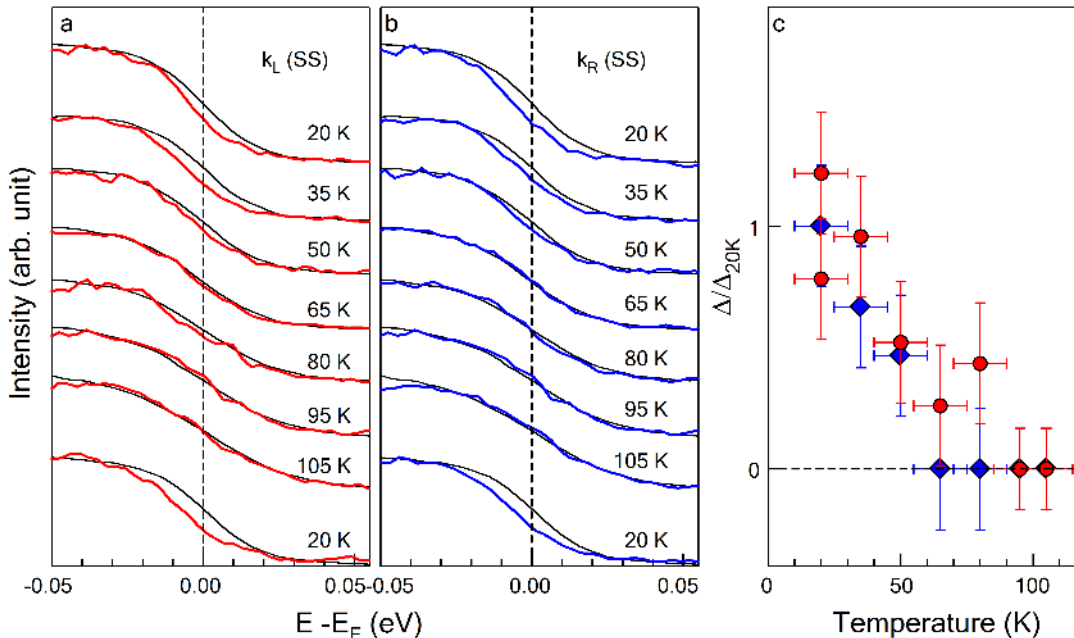 a
k_L (SS)
20 K
35 K
50 K
65 K
80 K
95 K
105 K
20 K
Intensity (arb. unit)
-0.05
0.00
0.05
b
k_R (SS)
20 K
35 K
50 K
65 K
80 K
95 K
105 K
20 K
-0.05
0.00
0.05
E -E_F (eV)
c
Δ/Δ_20K
1
0
0
50
100
Temperature (K)